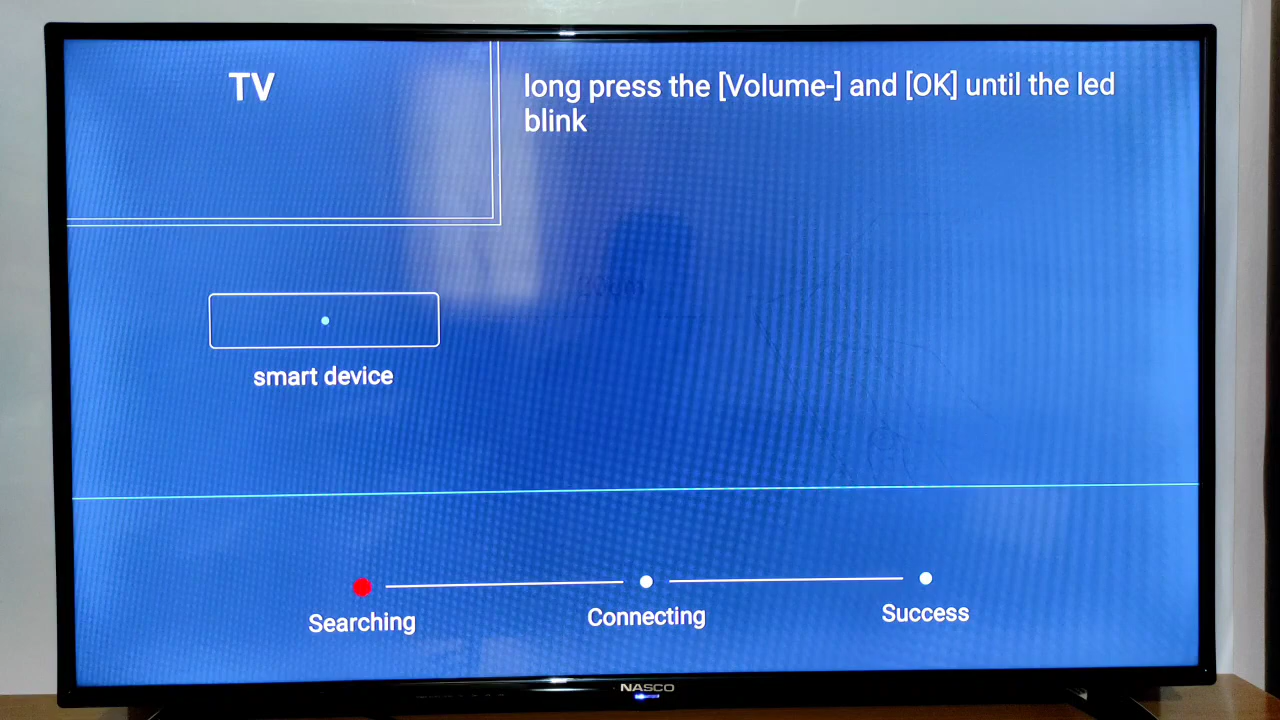 TV
long press the [Volume-] and [OK] until the led
blink
smart device
Searching
Connecting
Success
NASCO